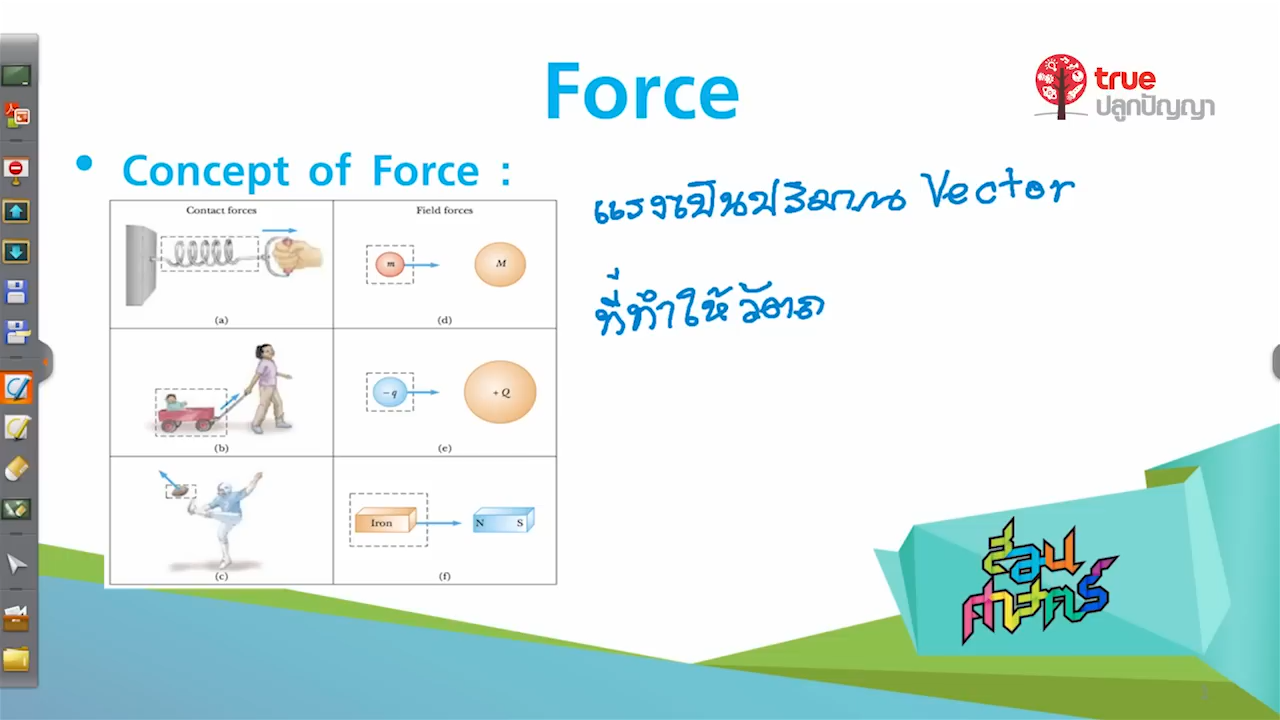 Force
true
ปลูกปัญญา
• Concept of Force :
แรงเป็นปริมาณ Vector
ที่ทำให้วัตถ
Contact forces
Field forces
m
M
(a)
(d)
−q
+Q
(b)
(e)
Iron
N S
(c)
(f)
สอน
ศาสตร์